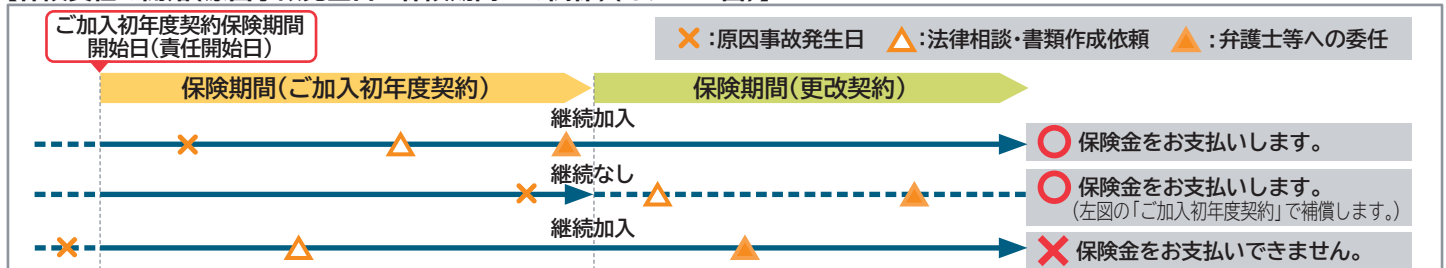 ご加入初年度契約保険期間
開始日(責任開始日)
×:原因事故発生日 △:法律相談・書類作成依頼 ▲:弁護士等への委任
保険期間(ご加入初年度契約) 保険期間(更改契約)
継続加入
保険金をお支払いします。
継続なし
保険金をお支払いします。
(左図の「ご加入初年度契約」で補償します。)
継続加入
保険金をお支払いできません。